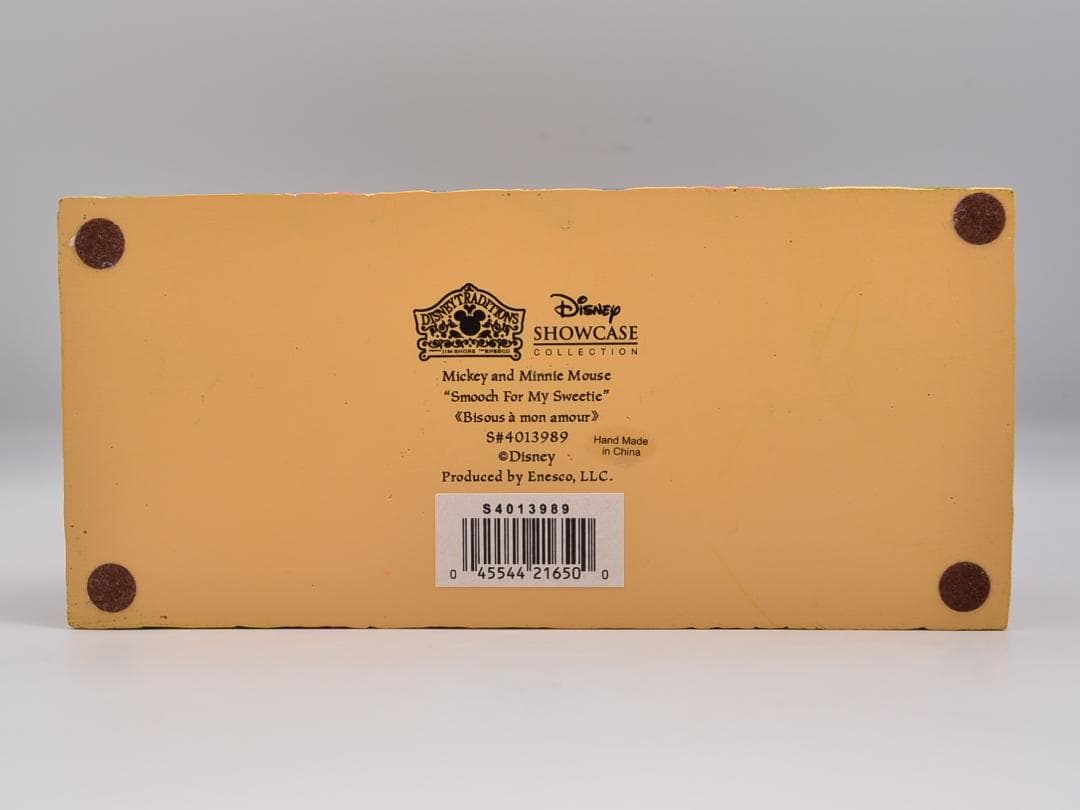 DISNEY TRADITIONS
JIM SHORE ENESCO
Disney
SHOWCASE
COLLECTION
Mickey and Minnie Mouse
"Smooch For My Sweetie"
《Bisous à mon amour》
S#4013989
©Disney
Produced by Enesco, LLC.
Hand Made
in China
S4013989
0 45544 21650 0